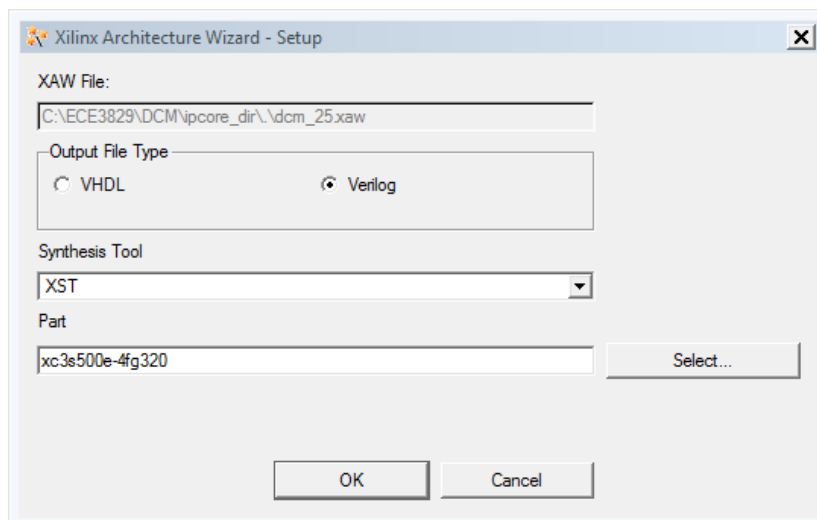 Xilinx Architecture Wizard - Setup
XAW File:
C:\ECE3829\DCM\ipcore_dir\.\dcm_25.xaw
Output File Type
VHDL Verilog
Synthesis Tool
XST
Part
xc3s500e-4fg320 Select...
OK Cancel